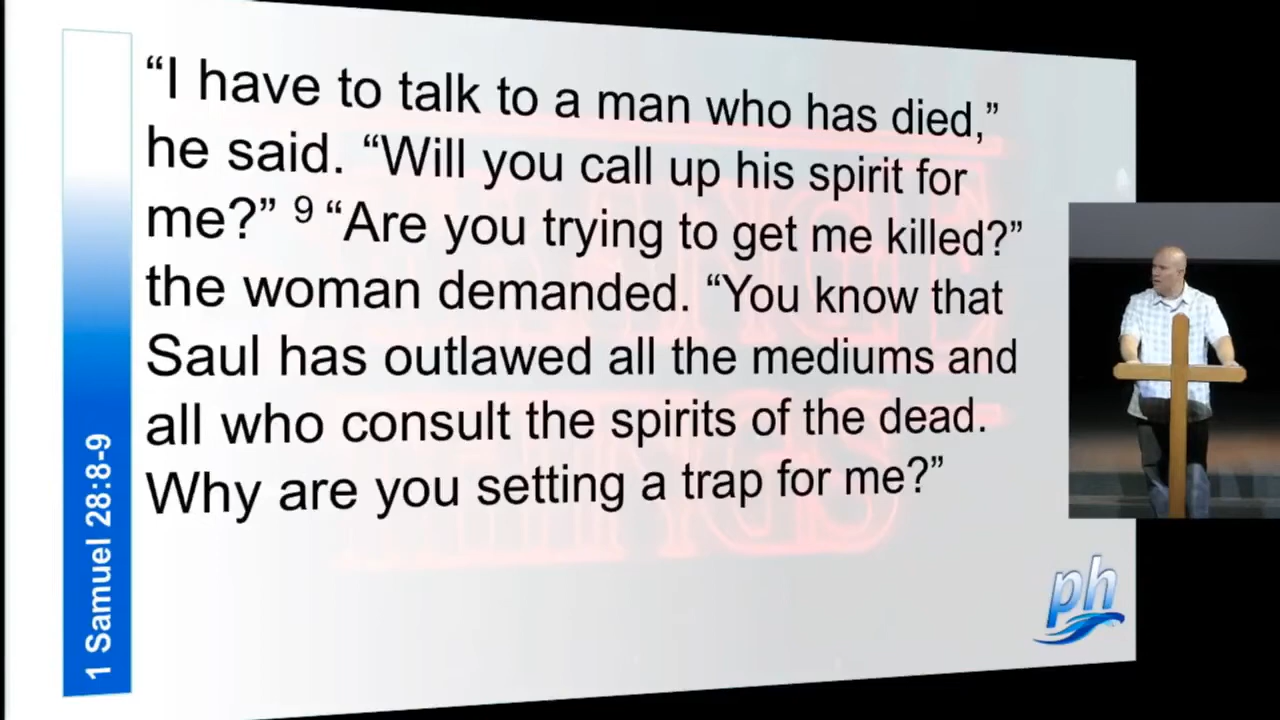 “I have to talk to a man who has died,”
he said. “Will you call up his spirit for
me?” 9 “Are you trying to get me killed?”
the woman demanded. “You know that
Saul has outlawed all the mediums and
all who consult the spirits of the dead.
Why are you setting a trap for me?”
1 Samuel 28:8-9
ph